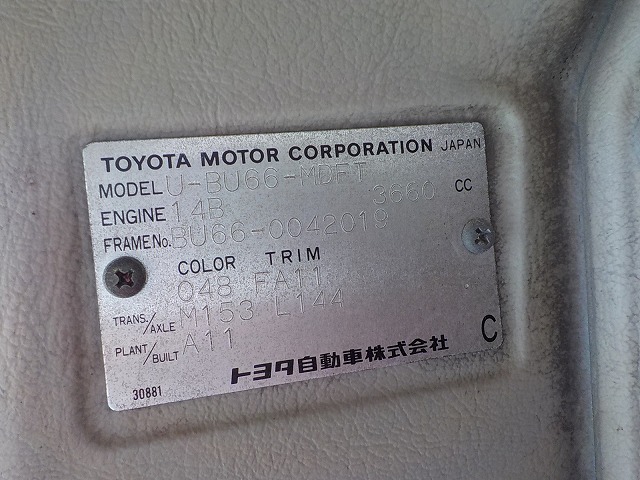 TOYOTA MOTOR CORPORATION JAPAN
MODEL U-BU66-MDFT
ENGINE 14B 3660 CC
FRAME No. BU66-0042019
COLOR TRIM
048 FA11
TRANS./AXLE M153 L144
PLANT/BUILT A11
トヨタ自動車株式会社 C
30881